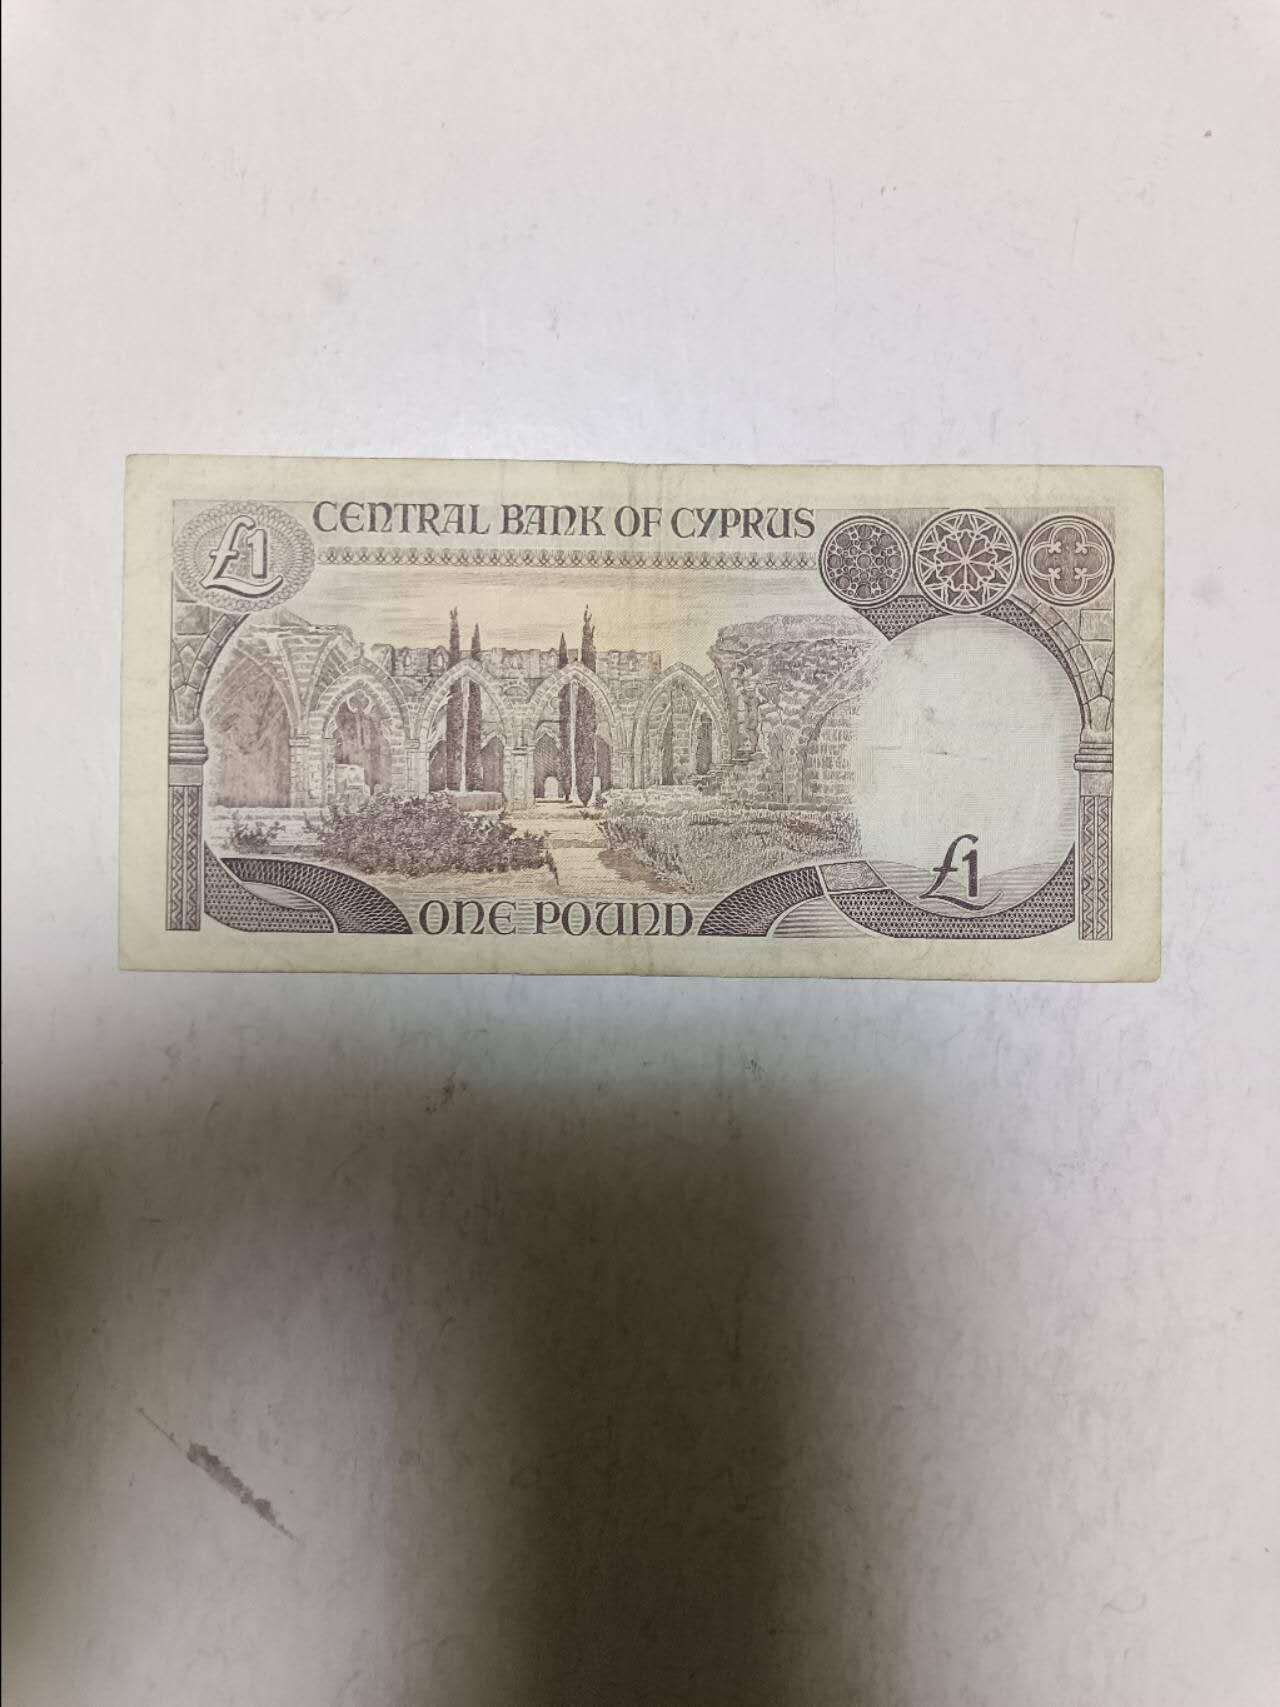 £1
CENTRAL BANK OF CYPRUS
£1
ONE POUND